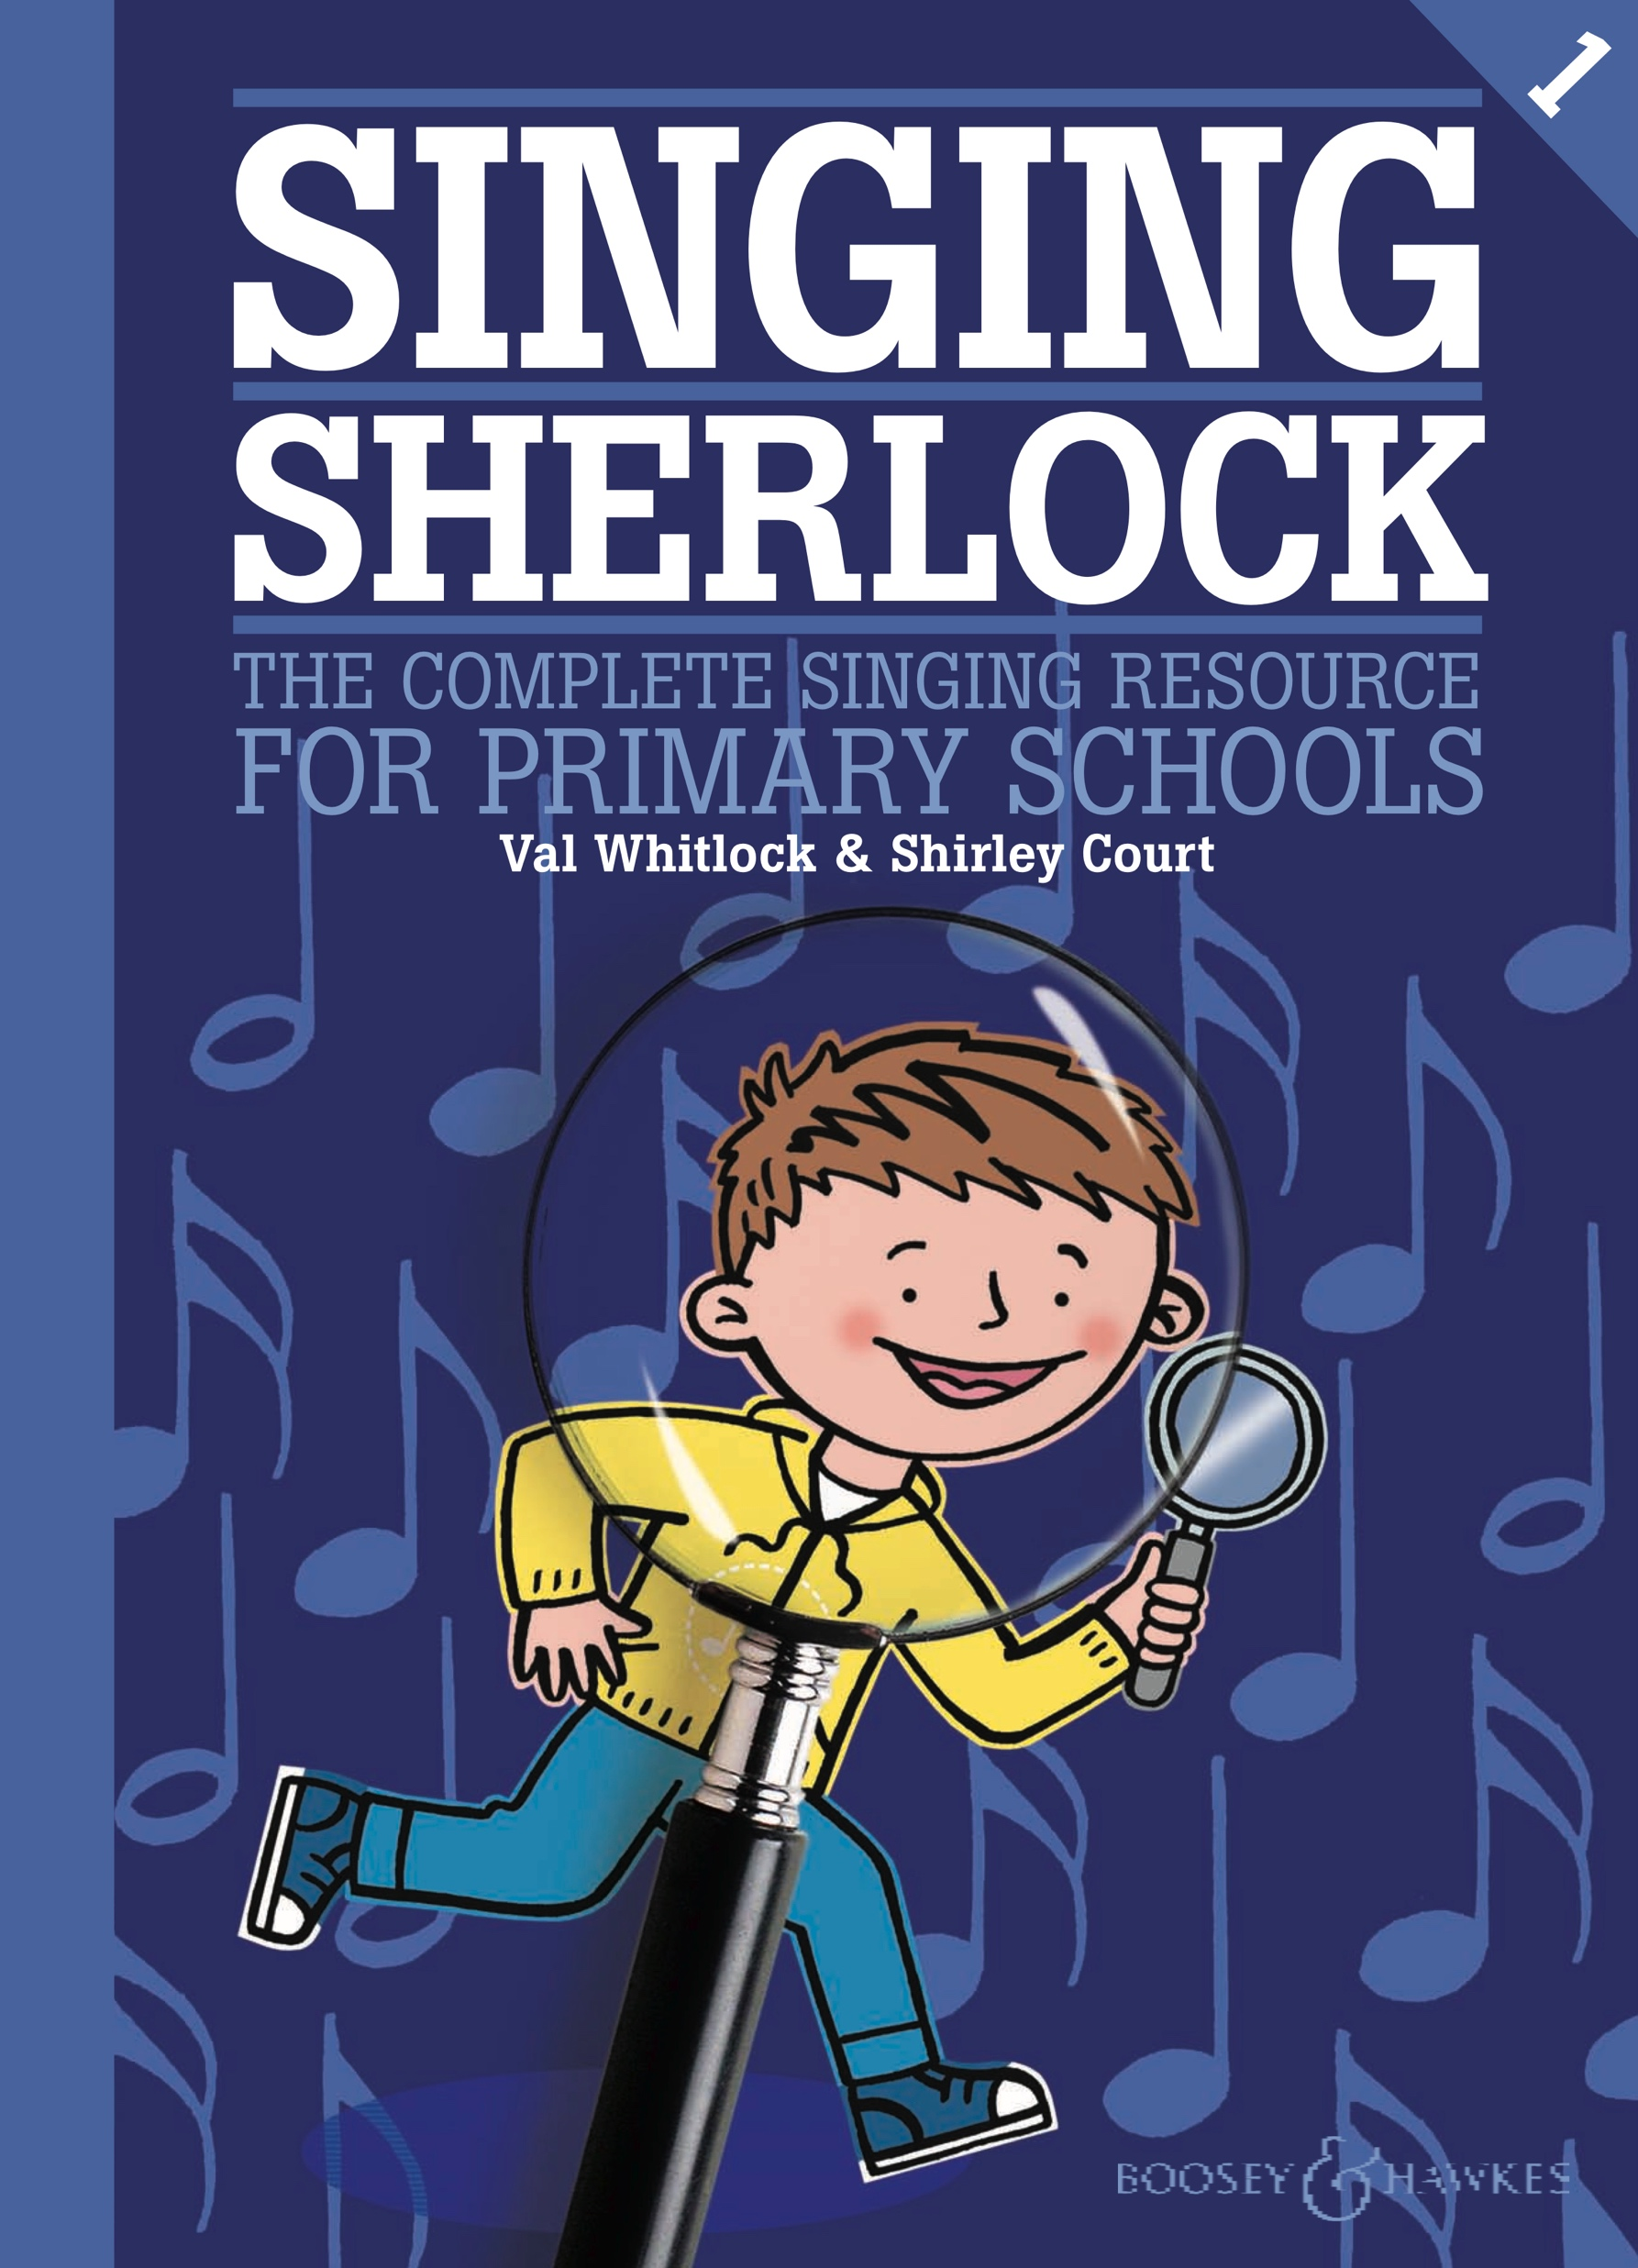 1
SINGING
SHERLOCK
THE COMPLETE SINGING RESOURCE
FOR PRIMARY SCHOOLS
Val Whitlock & Shirley Court
BOOSEY & HAWKES